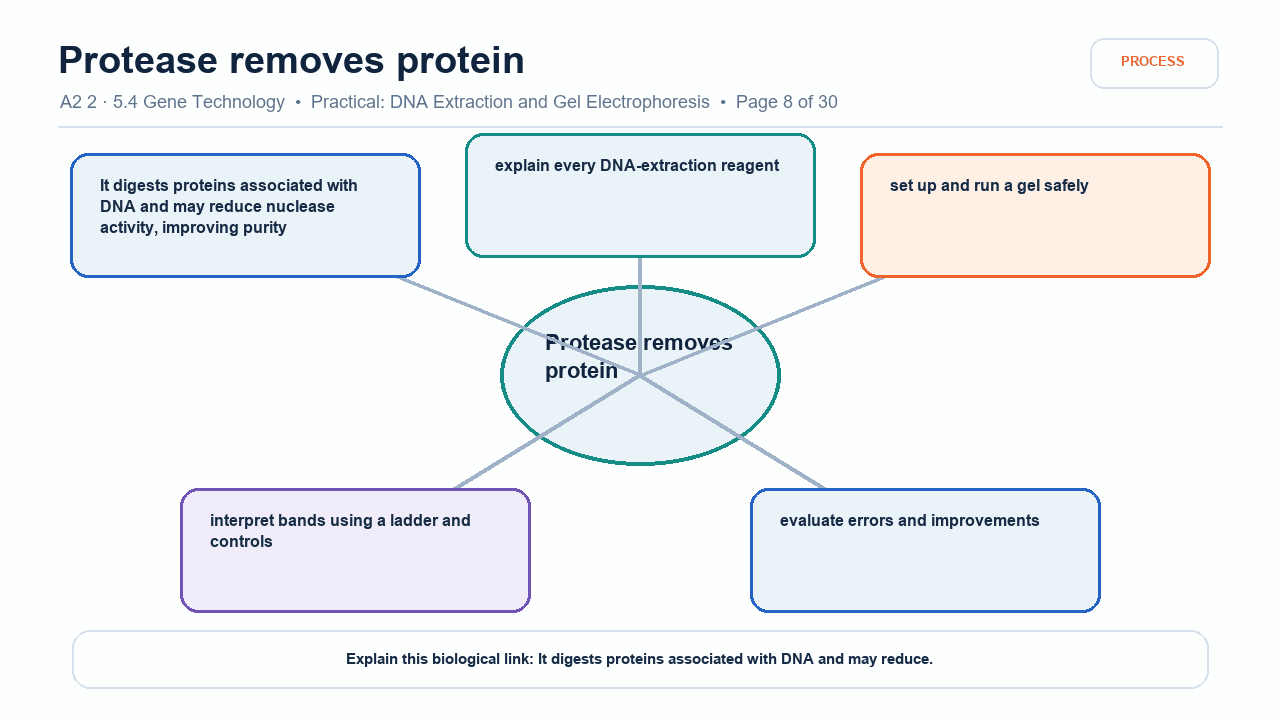 Protease removes protein
PROCESS
A2 2 · 5.4 Gene Technology • Practical: DNA Extraction and Gel Electrophoresis • Page 8 of 30
It digests proteins associated with
DNA and may reduce nuclease
activity, improving purity
explain every DNA-extraction reagent
set up and run a gel safely
Protease removes
protein
interpret bands using a ladder and
controls
evaluate errors and improvements
Explain this biological link: It digests proteins associated with DNA and may reduce.